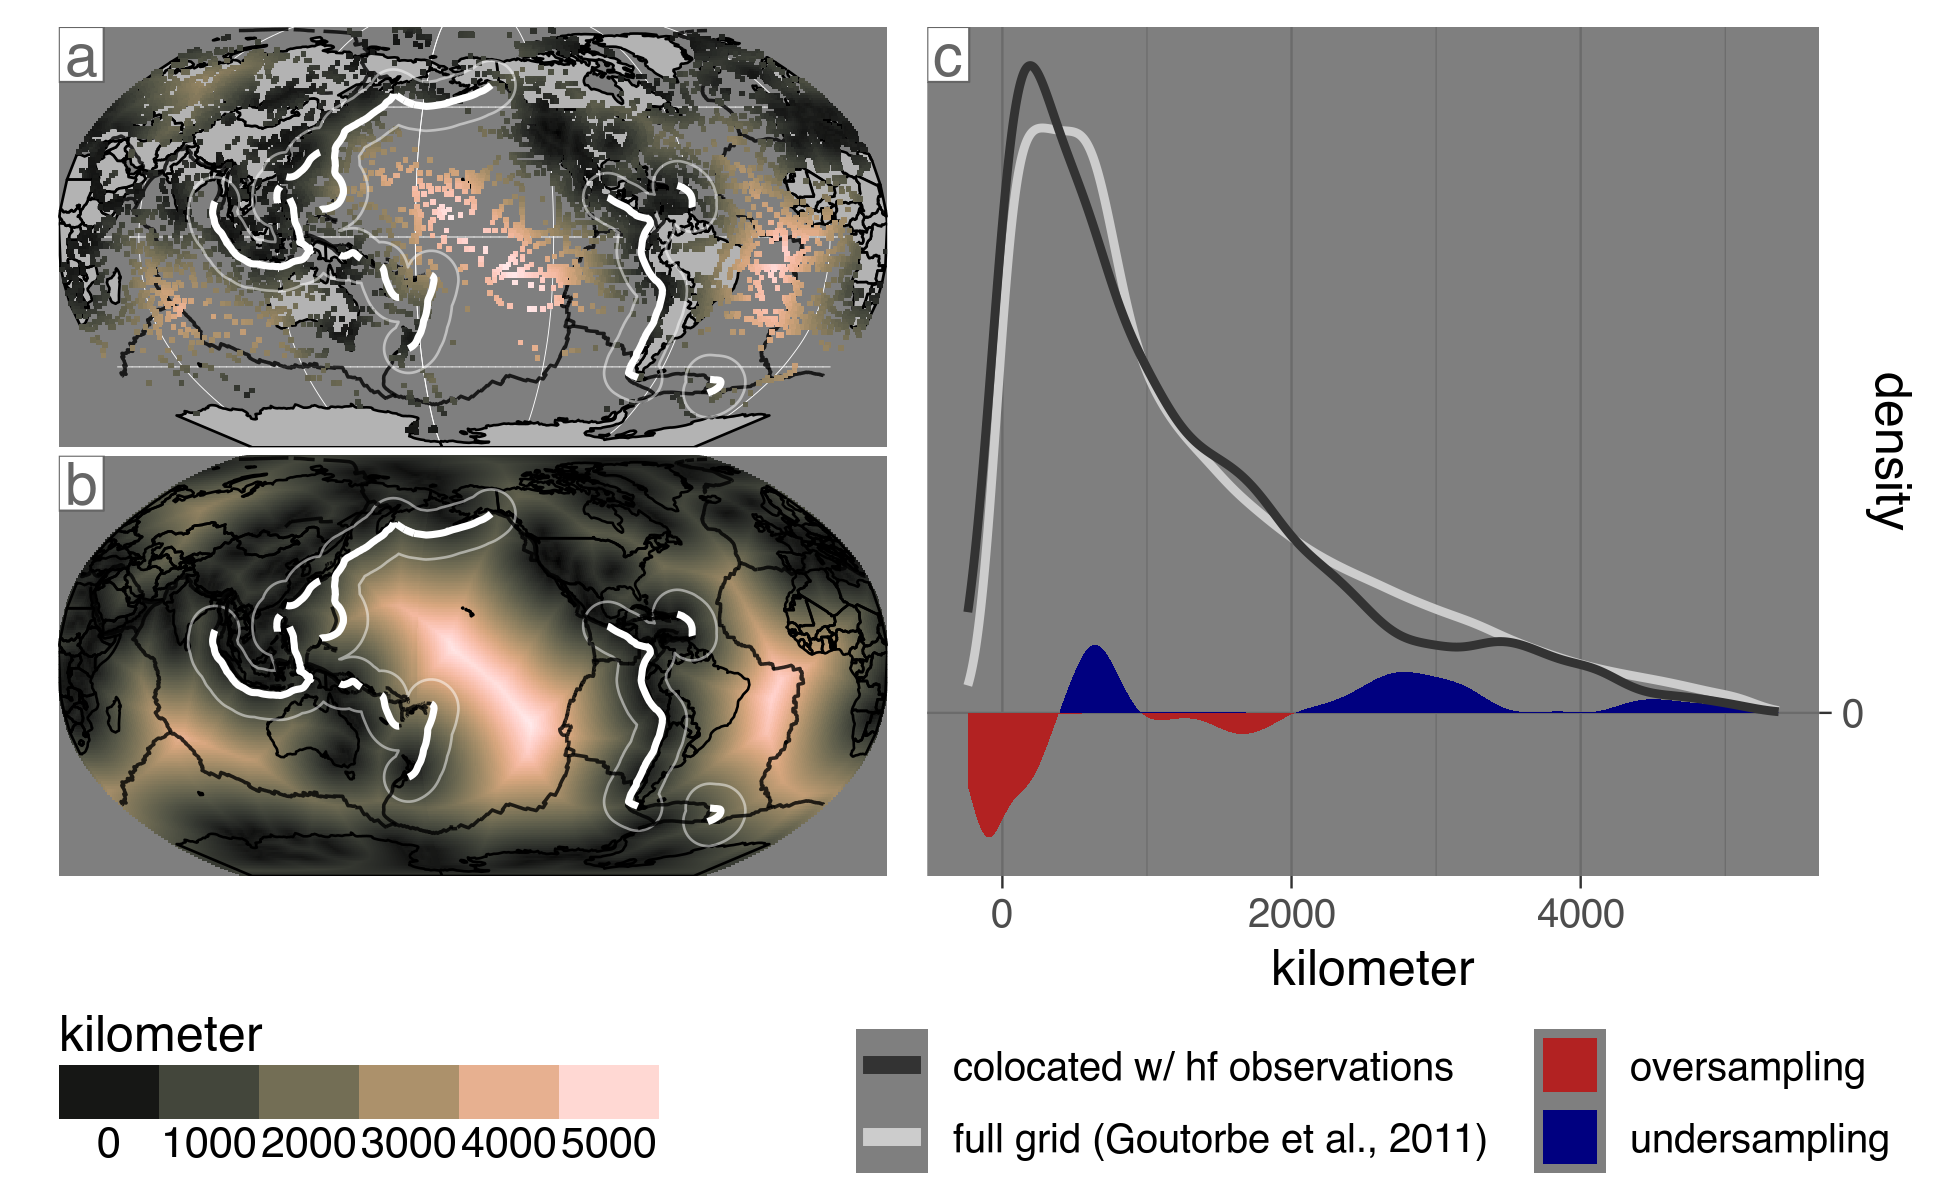 a
b
c
density
0
0 2000 4000
kilometer
kilometer
0 1000 2000 3000 4000 5000
colocated w/ hf observations
full grid (Goutorbe et al., 2011)
oversampling
undersampling